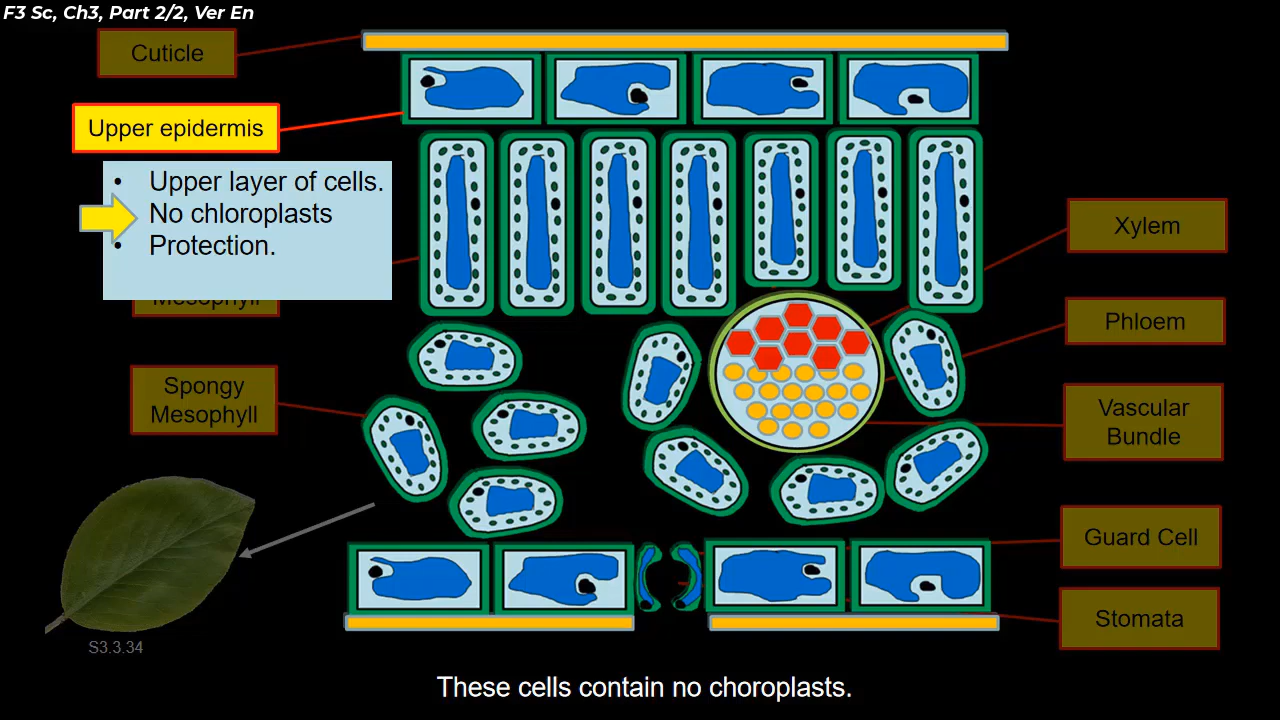 F3 Sc, Ch3, Part 2/2, Ver En
Cuticle
Upper epidermis
• Upper layer of cells.
No chloroplasts
• Protection.
Mesophyll
Spongy
Mesophyll
Xylem
Phloem
Vascular
Bundle
Guard Cell
Stomata
S3.3.34
These cells contain no choroplasts.